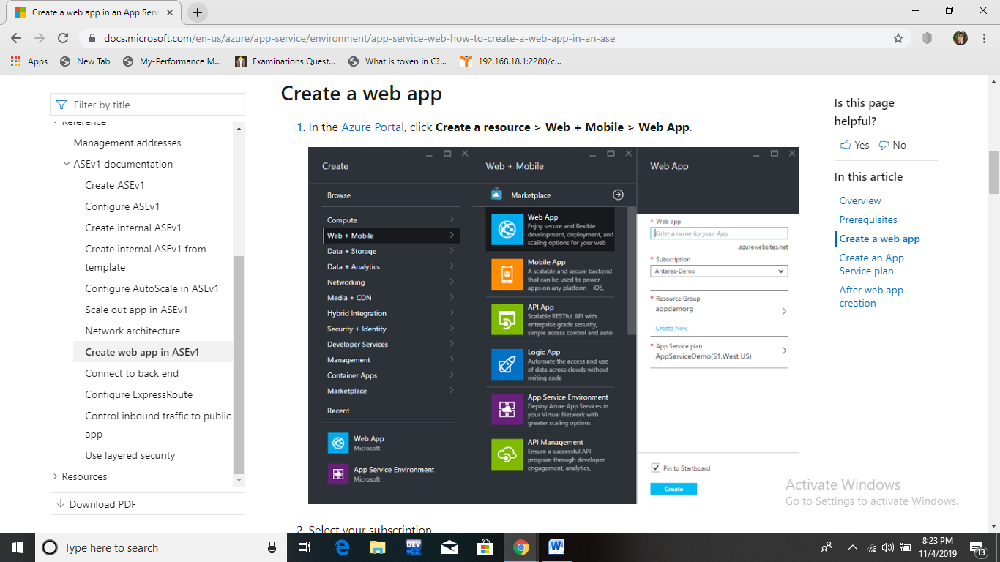 Create a web app in an App Serv
docs.microsoft.com/en-us/azure/app-service/environment/app-service-web-how-to-create-a-web-app-in-an-ase
Apps
New Tab
My-Performance M...
Examinations Quest...
What is token in C?...
192.168.18.1:2280/c...
Filter by title
Reference
Management addresses
ASEv1 documentation
Create ASEv1
Configure ASEv1
Create internal ASEv1
Create internal ASEv1 from
template
Configure AutoScale in ASEv1
Scale out app in ASEv1
Network architecture
Create web app in ASEv1
Connect to back end
Configure ExpressRoute
Control inbound traffic to public
app
Use layered security
Resources
Download PDF
Create a web app
1. In the Azure Portal, click Create a resource > Web + Mobile > Web App.
Create
Browse
Compute
Web + Mobile
Data + Storage
Data + Analytics
Networking
Media + CDN
Hybrid Integration
Security + Identity
Developer Services
Management
Container Apps
Marketplace
Recent
Web App
Microsoft
App Service Environment
Microsoft
Web + Mobile
Marketplace
Web App
Enjoy secure and flexible
development, deployment, and
scaling options for your web
Mobile App
A scalable and secure backend
that can be used to power
apps on any platform – iOS,
API App
Scalable RESTful API with
enterprise grade security,
simple access control and auto
Logic App
Automate the access and use
of data across clouds without
writing code
App Service Environment
Deploy Azure App Services in
your Virtual Network with
greater scaling options
API Management
Ensure a successful API
program through developer
engagement, analytics,
Web App
* Web app
Enter a name for your App
.azurewebsites.net
* Subscription
Antares-Demo
* Resource Group
appdemorg
Create New
* App Service plan
AppServiceDemo(S1,West US)
Pin to Startboard
Create
2. Select your subscription
Is this page
helpful?
Yes
No
In this article
Overview
Prerequisites
Create a web app
Create an App
Service plan
After web app
creation
Activate Windows
Go to Settings to activate Windows.
Type here to search
DEV
W
8:23 PM
11/4/2019
13